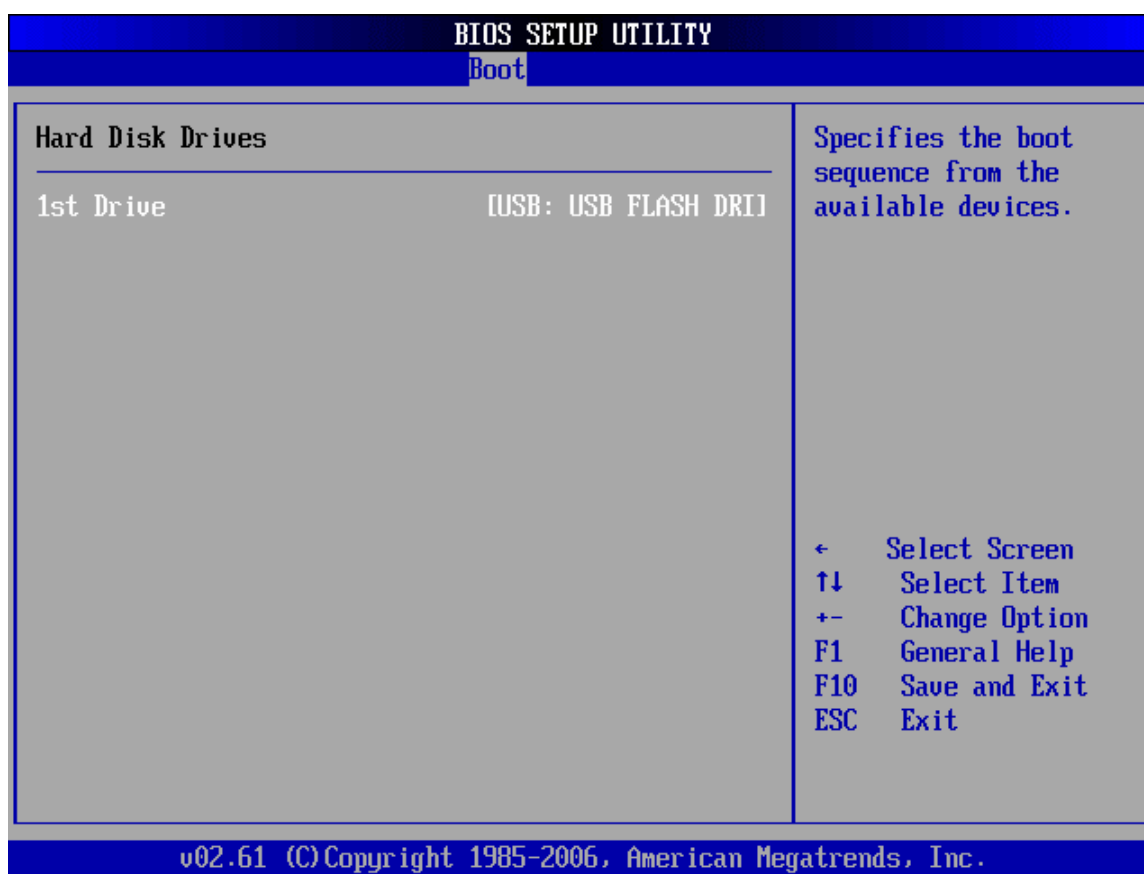 BIOS SETUP UTILITY
Boot
Hard Disk Drives
1st Drive [USB: USB FLASH DRI]
Specifies the boot
sequence from the
available devices.
← Select Screen
↑↓ Select Item
+- Change Option
F1 General Help
F10 Save and Exit
ESC Exit
v02.61 (C)Copyright 1985-2006, American Megatrends, Inc.